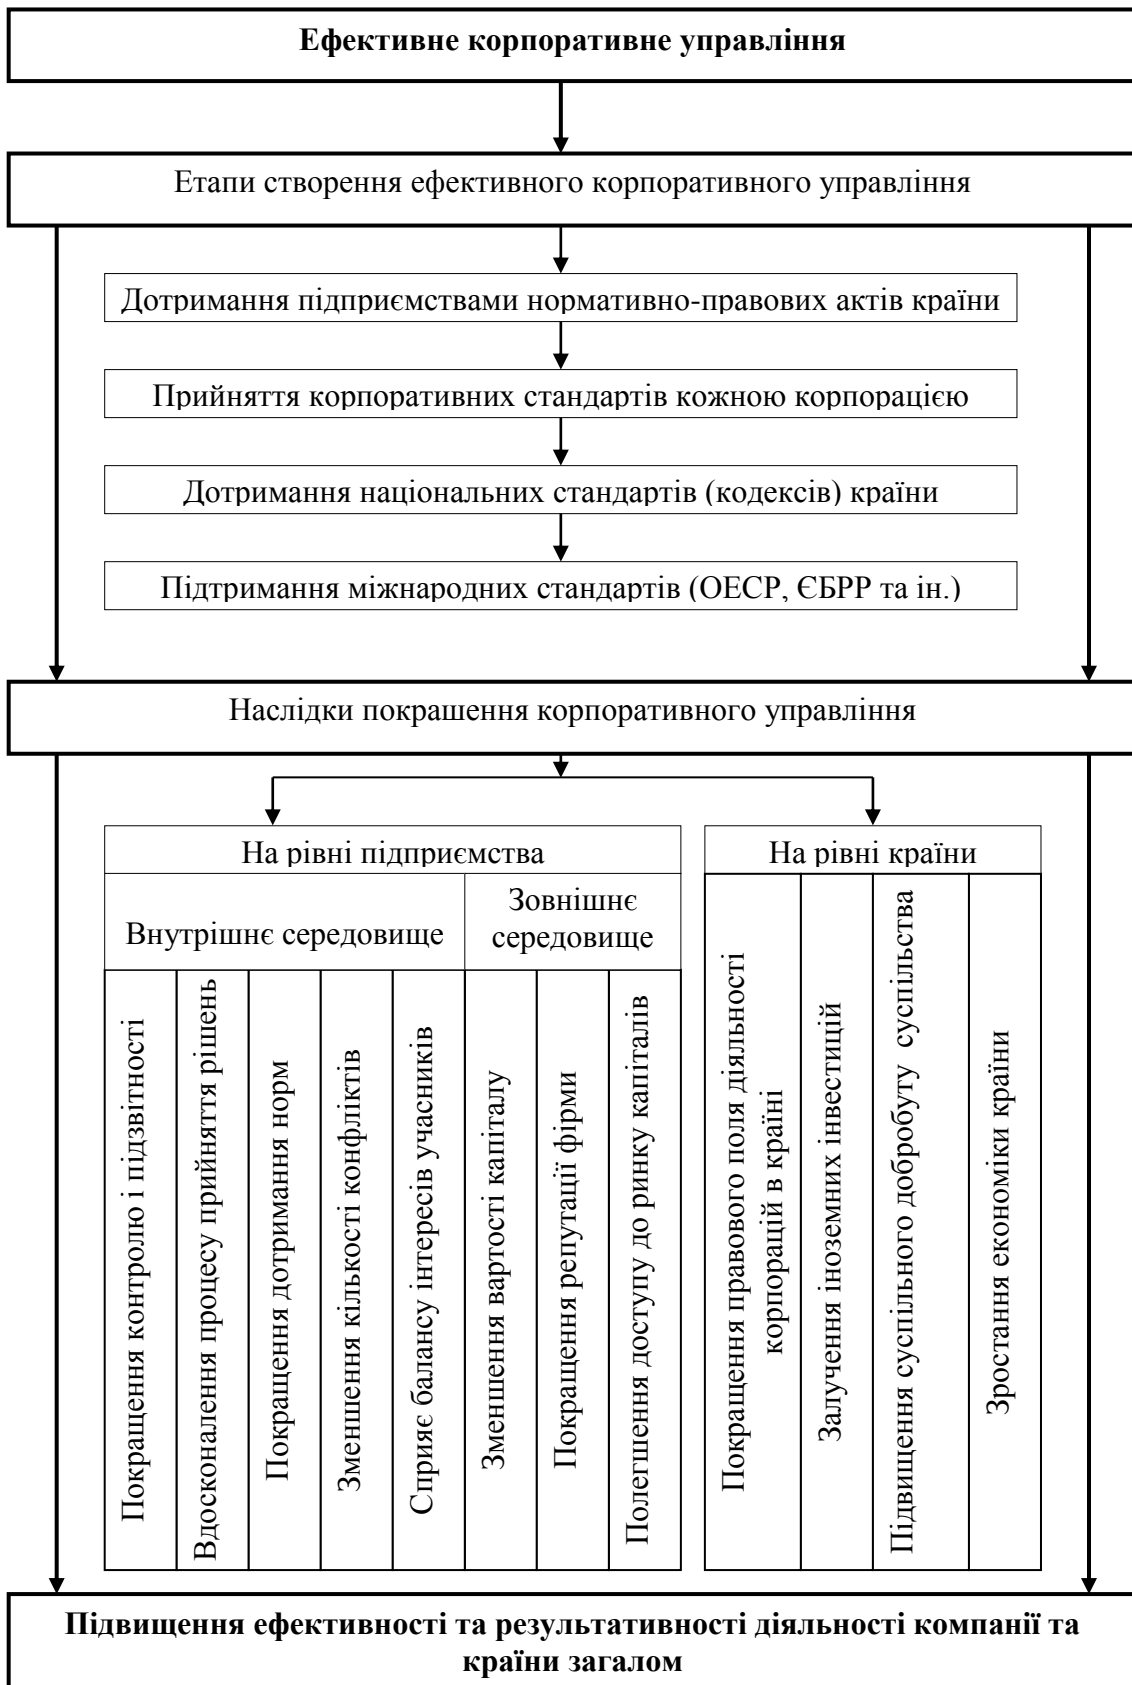 Ефективне корпоративне управління
Етапи створення ефективного корпоративного управління
Дотримання підприємствами нормативно-правових актів країни
Прийняття корпоративних стандартів кожною корпорацією
Дотримання національних стандартів (кодексів) країни
Підтримання міжнародних стандартів (ОЕСР, ЄБРР та ін.)
Наслідки покрашення корпоративного управління
На рівні підприємства
На рівні країни
Внутрішнє середовище
Зовнішнє
середовище
Покращення контролю і підзвітності
Вдосконалення процесу прийняття рішень
Покращення дотримання норм
Зменшення кількості конфліктів
Сприяє балансу інтересів учасників
Зменшення вартості капіталу
Покращення репутації фірми
Полегшення доступу до ринку капіталів
Покращення правового поля діяльності
корпорацій в країні
Залучення іноземних інвестицій
Підвищення суспільного добробуту суспільства
Зростання економіки країни
Підвищення ефективності та результативності діяльності компанії та
країни загалом